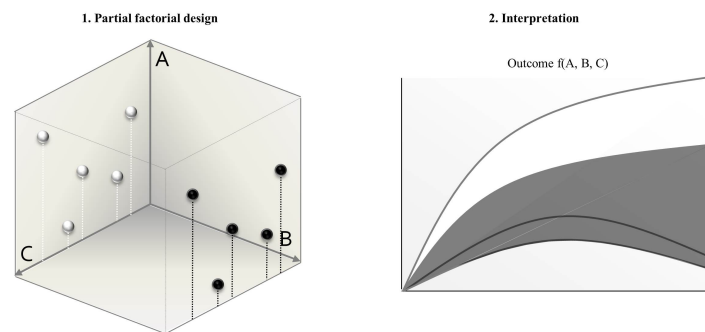 1. Partial factorial design
A
B
C
2. Interpretation
Outcome f(A, B, C)